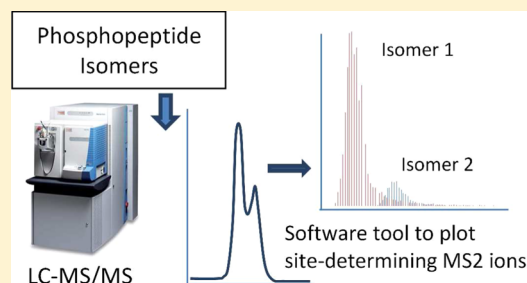 Phosphopeptide
Isomers
LC-MS/MS
Isomer 1
Isomer 2
Software tool to plot
site-determining MS2 ions